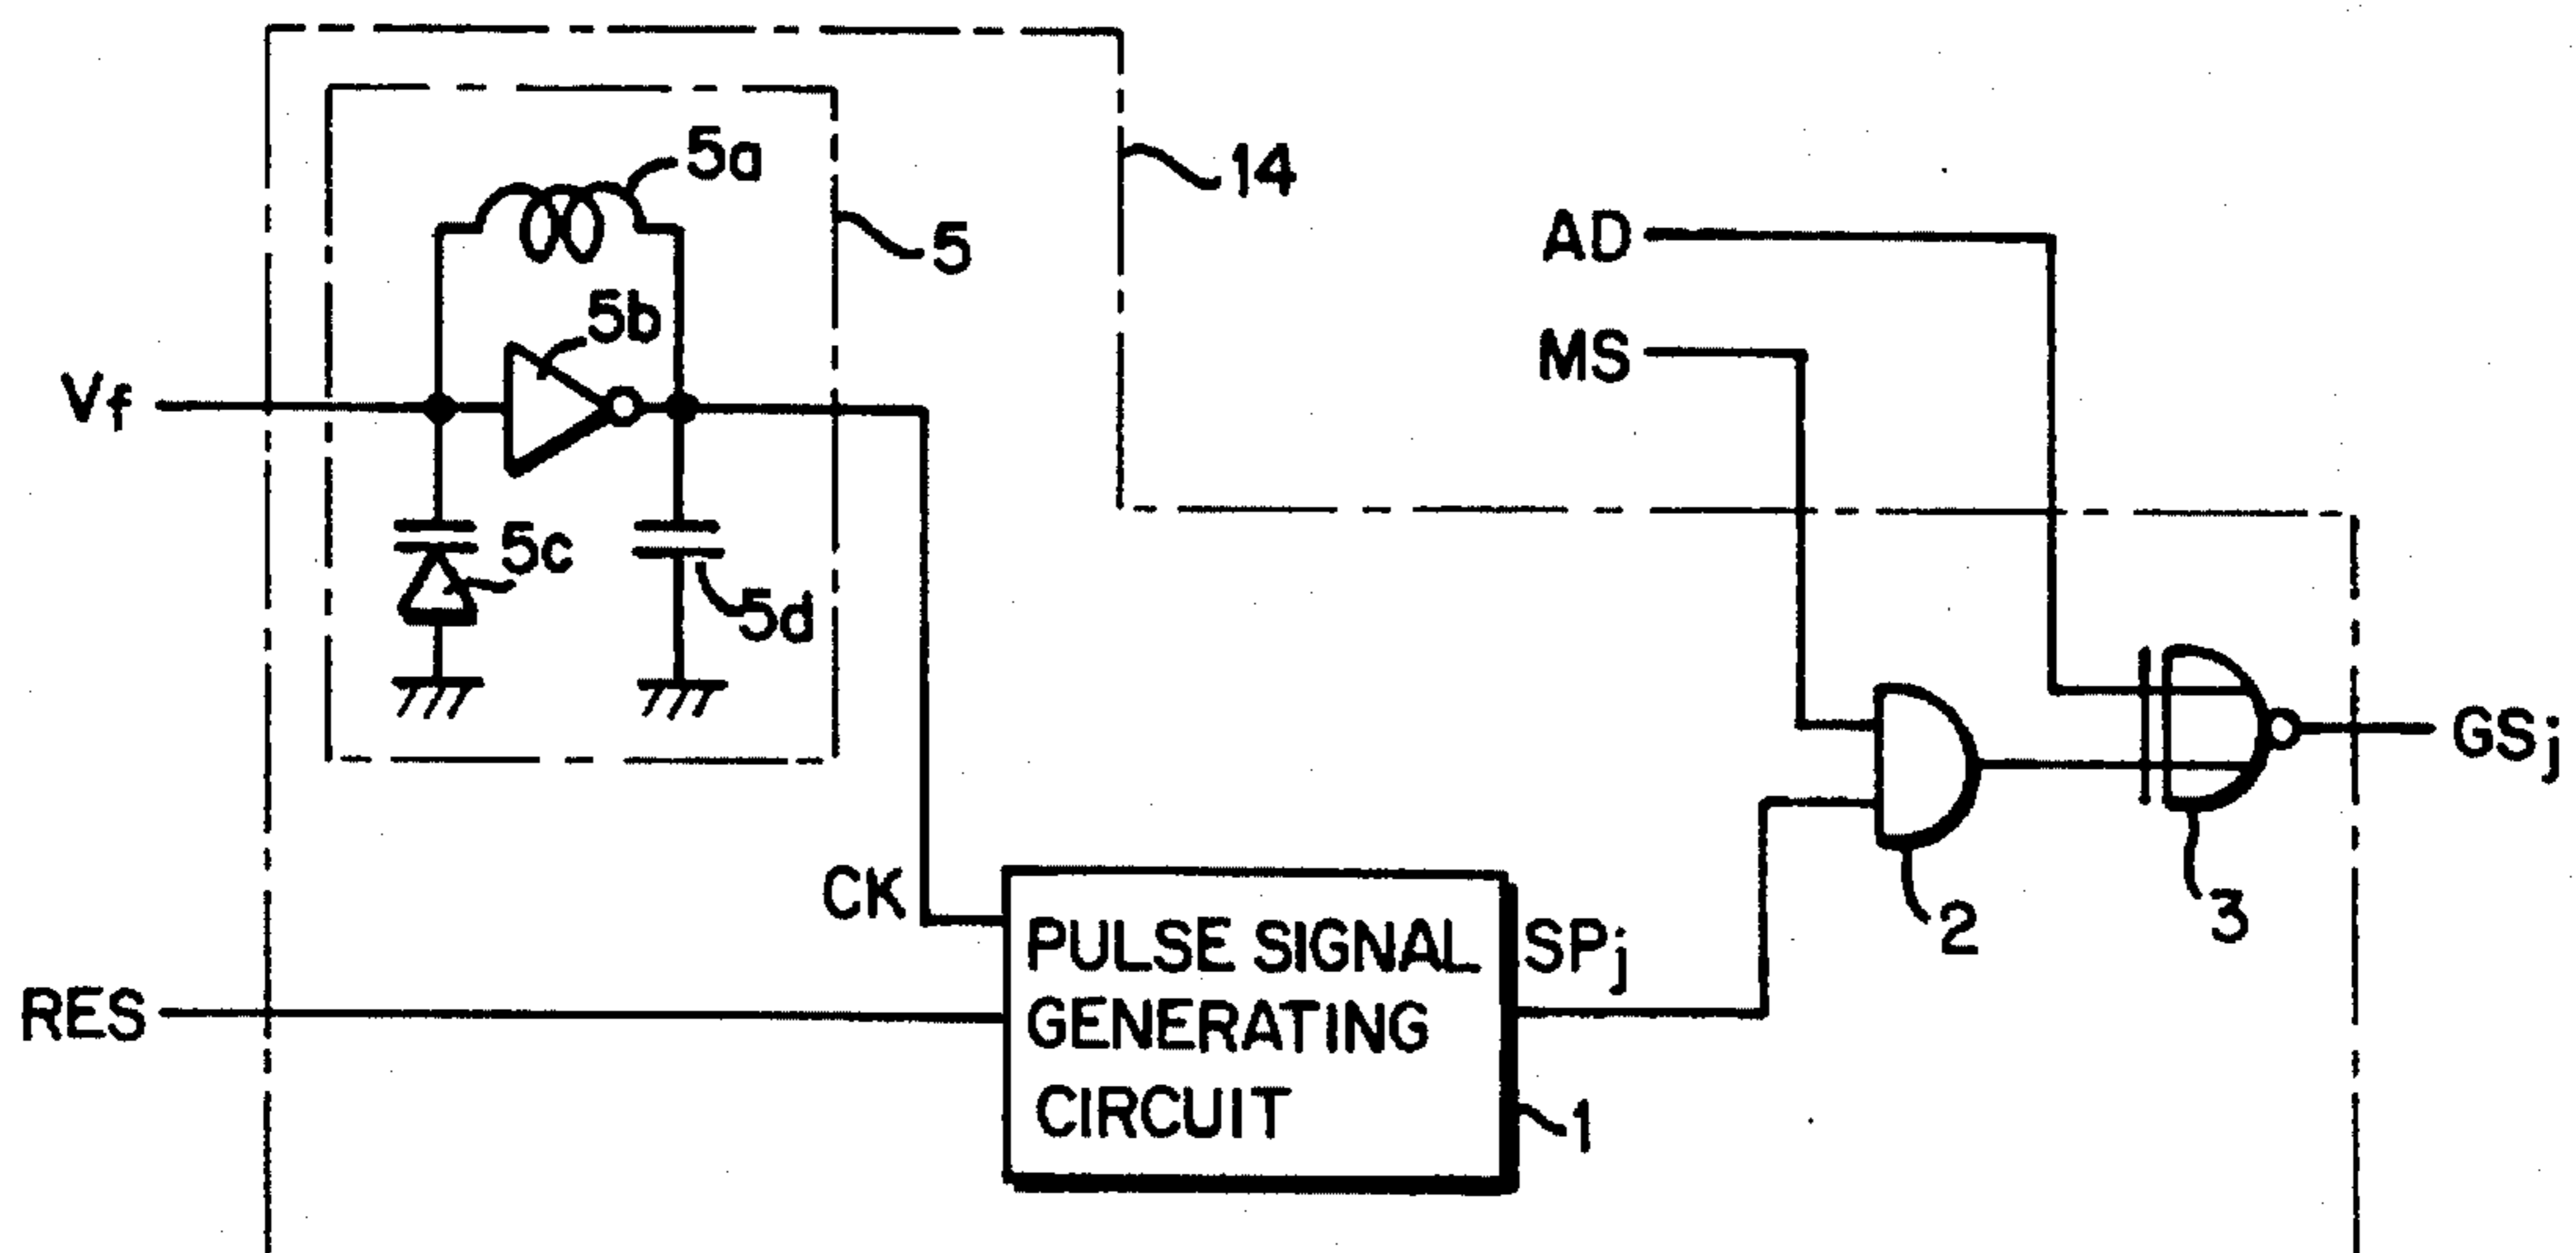 5a
14
5
AD
5b
MS
Vf
5c
5d
GSj
CK
PULSE SIGNAL
GENERATING
CIRCUIT
SPj
2
3
RES
1